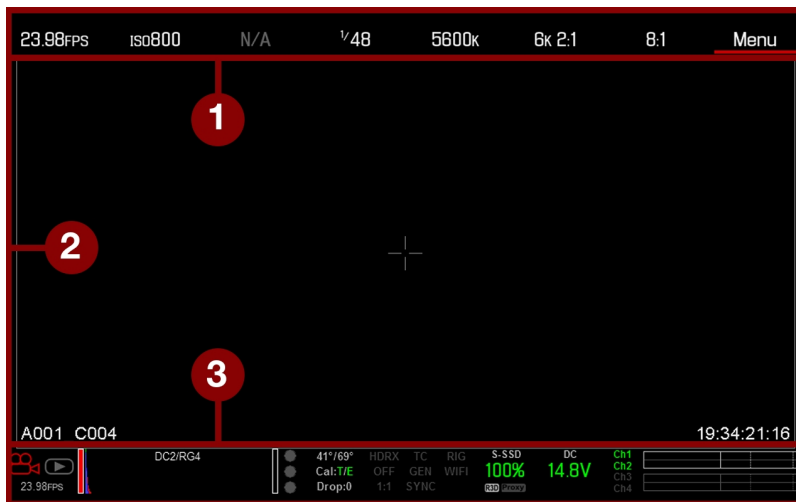 23.98FPS ISO800 N/A 1/48 5600K 6K 2:1 8:1 Menu
1
2
3
A001 C004 19:34:21:16
DC2/RG4 41°/69° HDRX TC RIG S-SSD DC Ch1
Cal:T/E OFF GEN WIFI 100% 14.8V Ch2
23.98FPS Drop:0 1:1 SYNC R3D Proxy Ch3
Ch4